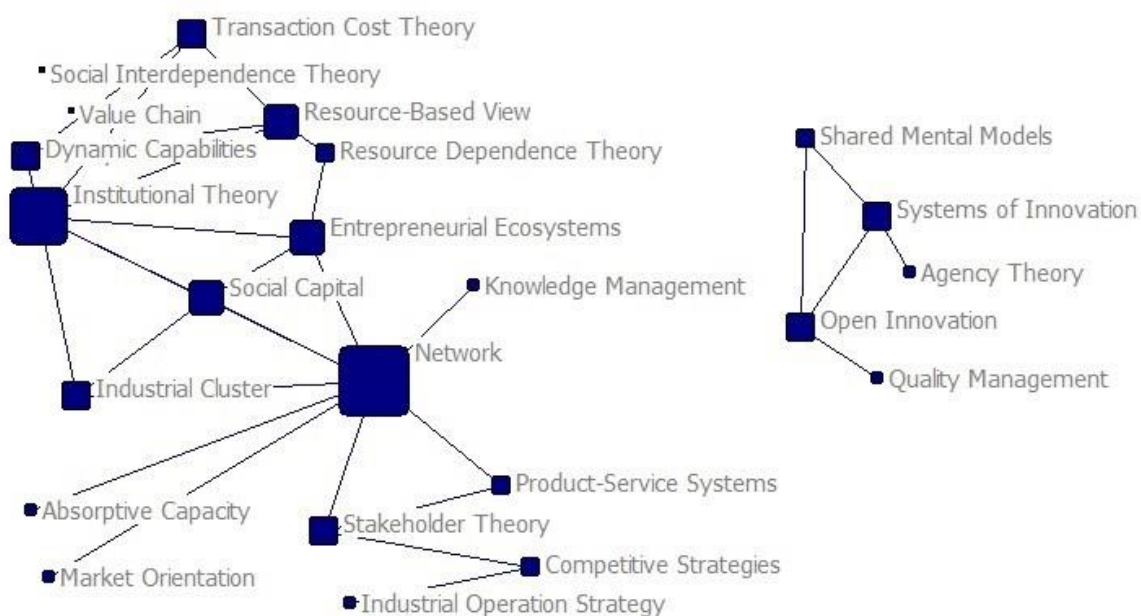 Transaction Cost Theory
Social Interdependence Theory
Value Chain
Resource-Based View
Dynamic Capabilities
Resource Dependence Theory
Institutional Theory
Entrepreneurial Ecosystems
Social Capital
Knowledge Management
Network
Industrial Cluster
Absorptive Capacity
Product-Service Systems
Stakeholder Theory
Market Orientation
Competitive Strategies
Industrial Operation Strategy
Shared Mental Models
Systems of Innovation
Agency Theory
Open Innovation
Quality Management